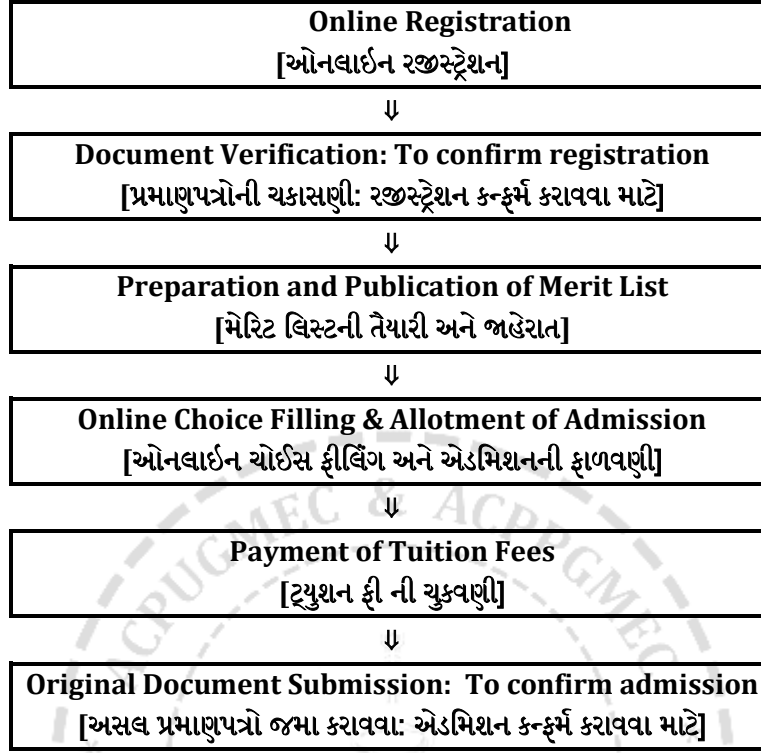 Online Registration
[ઓનલાઇન રજીસ્ટ્રેશન]
⇓
Document Verification: To confirm registration
[પ્રમાણપત્રોની ચકાસણી: રજીસ્ટ્રેશન કન્ફર્મ કરાવવા માટે]
⇓
Preparation and Publication of Merit List
[મેરિટ લિસ્ટની તૈયારી અને જાહેરાત]
⇓
Online Choice Filling & Allotment of Admission
[ઓનલાઇન ચોઈસ ફીલિંગ અને એડમિશનની ફાળવણી]
⇓
ACPUGMEC & ACPPGMEC
Payment of Tuition Fees
[ટ્યુશન ફી ની ચુકવણી]
⇓
Original Document Submission: To confirm admission
[અસલ પ્રમાણપત્રો જમા કરાવવા: એડમિશન કન્ફર્મ કરાવવા માટે]